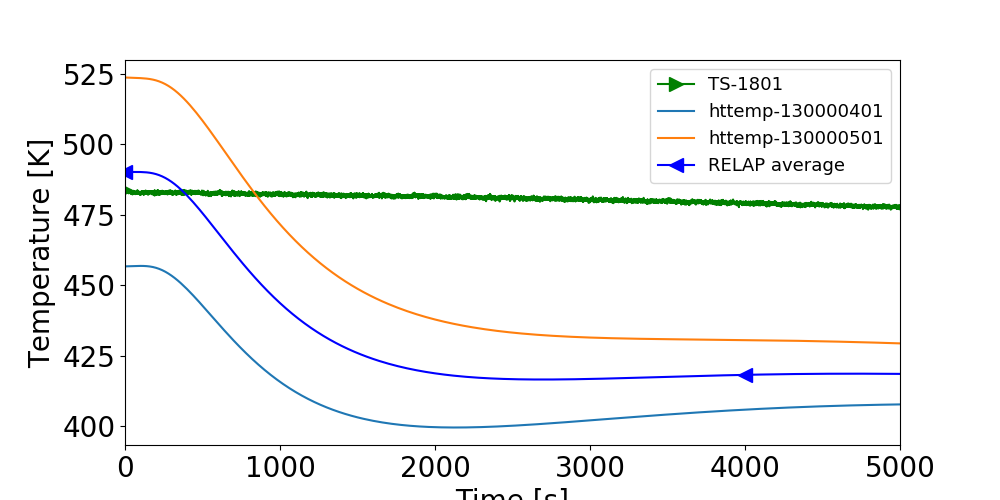 525
500
475
450
425
400
Temperature [K]
TS-1801
httemp-130000401
httemp-130000501
RELAP average
0 1000 2000 3000 4000 5000
Time [s]